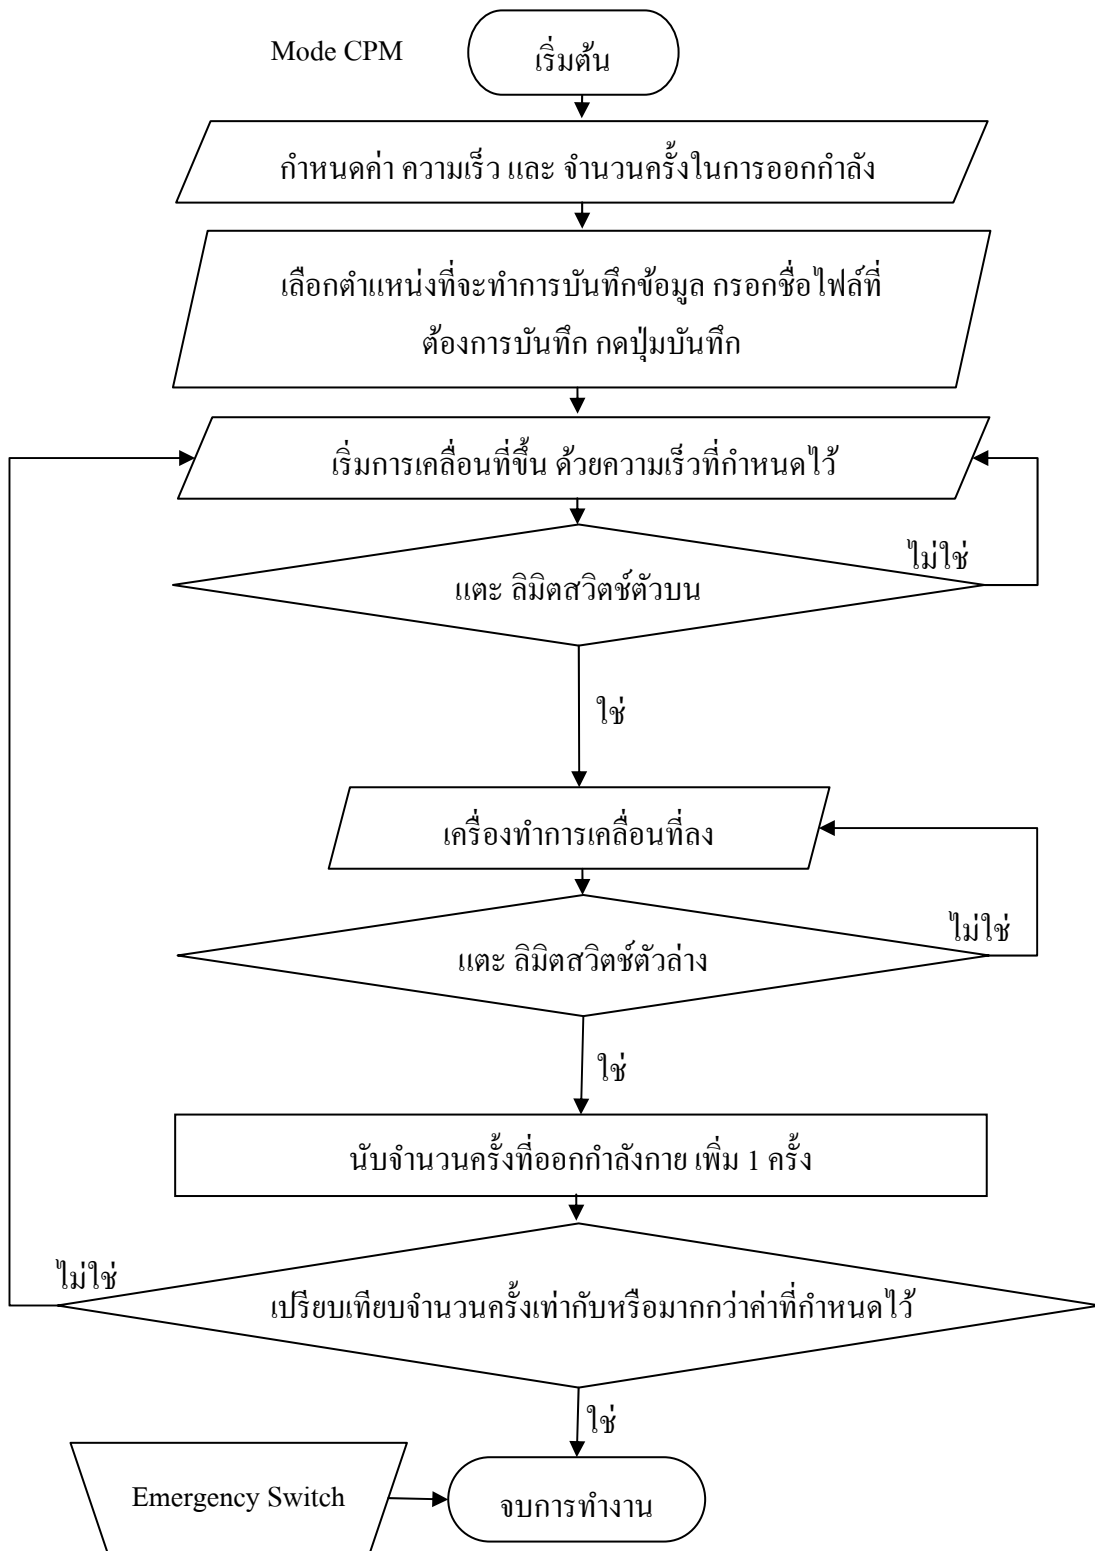 Mode CPM
เริ่มต้น
กำหนดค่า ความเร็ว และ จำนวนครั้งในการออกกำลัง
เลือกตำแหน่งที่จะทำการบันทึกข้อมูล กรอกชื่อไฟล์ที่
ต้องการบันทึก กดปุ่มบันทึก
เริ่มการเคลื่อนที่ขึ้น ด้วยความเร็วที่กำหนดไว้
ไม่ใช่
แตะ ลิมิตสวิตช์ตัวบน
ใช่
เครื่องทำการเคลื่อนที่ลง
ไม่ใช่
แตะ ลิมิตสวิตช์ตัวล่าง
ใช่
นับจำนวนครั้งที่ออกกำลังกาย เพิ่ม 1 ครั้ง
ไม่ใช่
เปรียบเทียบจำนวนครั้งเท่ากับหรือมากกว่าค่าที่กำหนดไว้
ใช่
Emergency Switch
จบการทำงาน